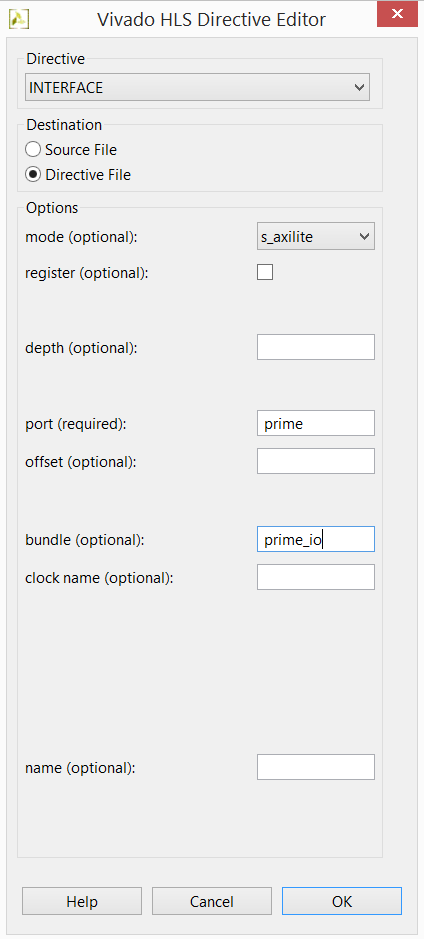 Vivado HLS Directive Editor
Directive
INTERFACE
Destination
Source File
Directive File
Options
mode (optional): s_axilite
register (optional):
depth (optional):
port (required): prime
offset (optional):
bundle (optional): prime_io
clock name (optional):
name (optional):
Help Cancel OK